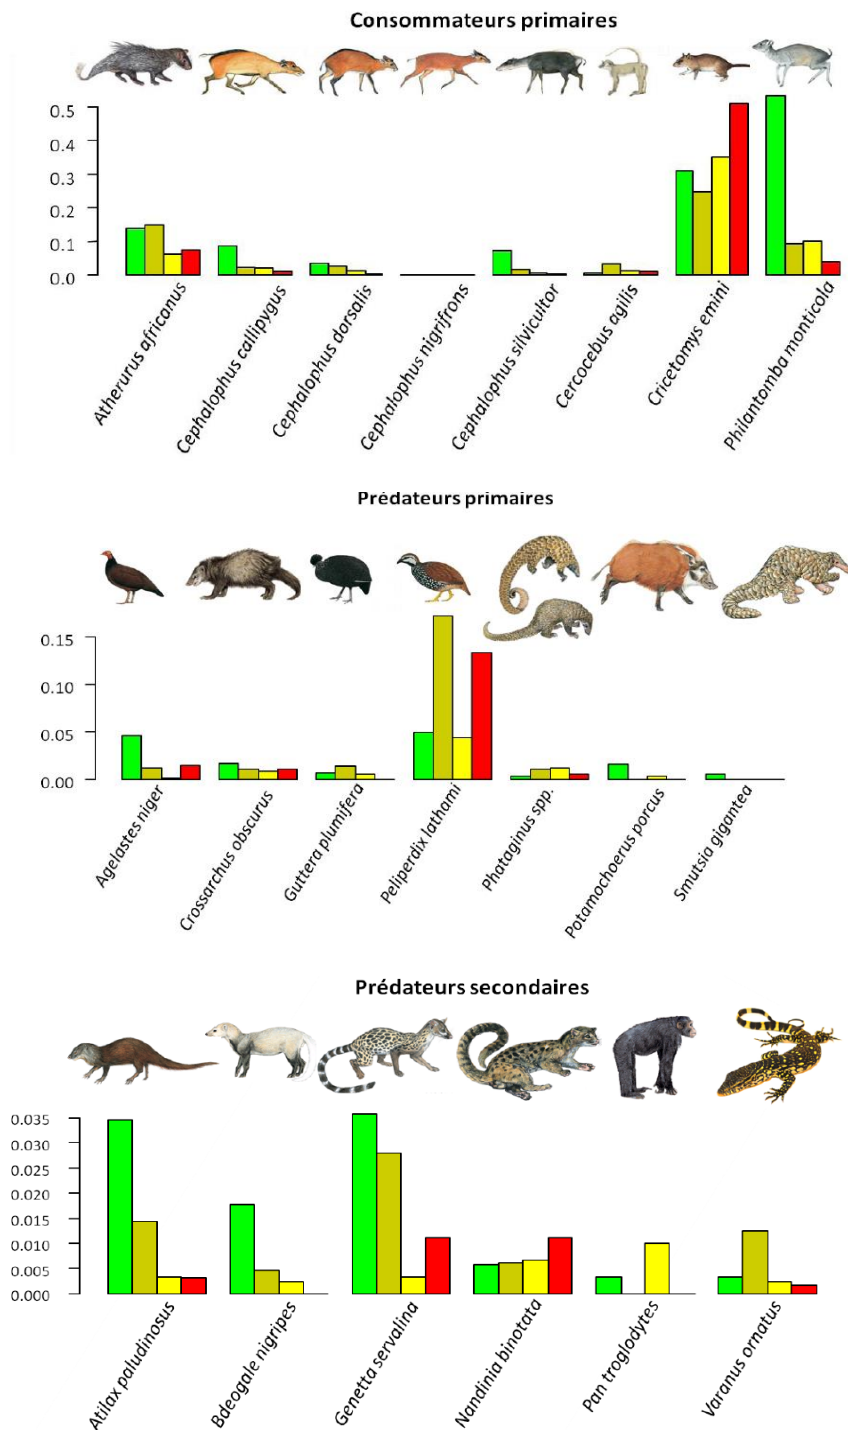 Consommateurs primaires
0.5
0.4
0.3
0.2
0.1
0.0
Atherurus africanus
Cephalophus callipygus
Cephalophus dorsalis
Cephalophus nigrifrons
Cephalophus silvicultor
Cercocebus agilis
Cricetomys emini
Philantomba monticola
Prédateurs primaires
0.15
0.10
0.05
0.00
Agelastes niger
Crossarchus obscurus
Guttera plumifera
Peliperdix lathami
Phataginus spp.
Potamochoerus porcus
Smutsia gigantea
Prédateurs secondaires
0.035
0.030
0.025
0.020
0.015
0.010
0.005
0.000
Atilax paludinosus
Bdeogale nigripes
Genetta servalina
Nandinia binotata
Pan troglodytes
Varanus ornatus